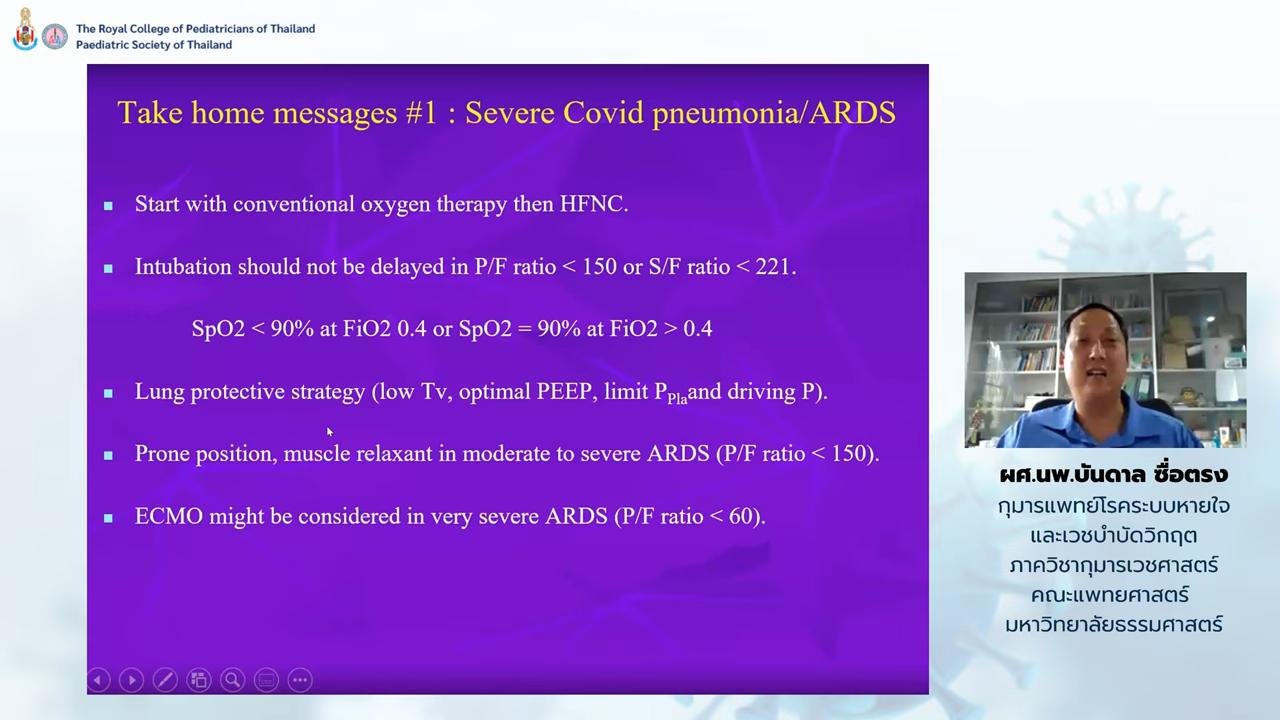 The Royal College of Pediatricians of Thailand
Paediatric Society of Thailand
Take home messages #1 : Severe Covid pneumonia/ARDS
Start with conventional oxygen therapy then HFNC.
Intubation should not be delayed in P/F ratio < 150 or S/F ratio < 221.
SpO2 < 90% at FiO2 0.4 or SpO2 = 90% at FiO2 > 0.4
Lung protective strategy (low Tv, optimal PEEP, limit PPlaand driving P).
Prone position, muscle relaxant in moderate to severe ARDS (P/F ratio < 150).
ECMO might be considered in very severe ARDS (P/F ratio < 60).
ผศ.นพ.บันดาล ซื่อตรง
กุมารแพทย์โรคระบบหายใจ
และเวชบำบัดวิกฤต
ภาควิชากุมารเวชศาสตร์
คณะแพทยศาสตร์
มหาวิทยาลัยธรรมศาสตร์